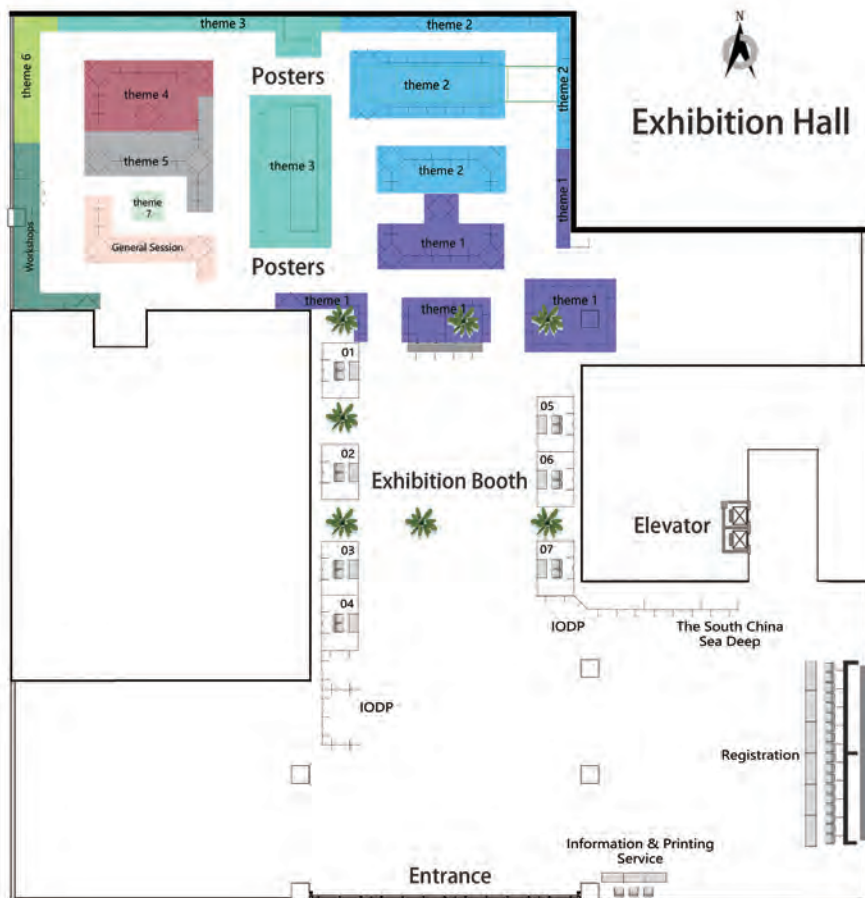 N
Exhibition Hall
theme 3
theme 2
theme 6
theme 4
Posters
theme 2
theme 2
theme 5
theme 3
theme 2
theme 1
theme
7
Workshops
General Session
theme 1
Posters
theme 1
theme 1
theme 1
01
05
02
06
Exhibition Booth
Elevator
03
07
04
IODP
The South China
Sea Deep
IODP
Registration
Information & Printing
Service
Entrance